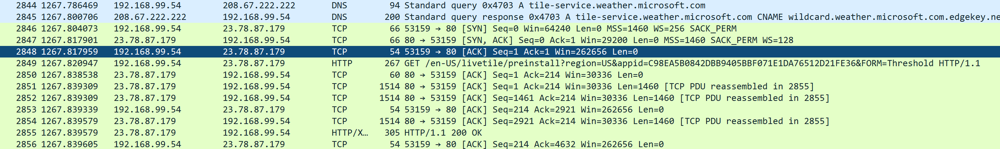 2844 1267.786469 192.168.99.54 208.67.222.222 DNS 94 Standard query 0x4703 A tile-service.weather.microsoft.com
2845 1267.800706 208.67.222.222 192.168.99.54 DNS 200 Standard query response 0x4703 A tile-service.weather.microsoft.com CNAME wildcard.weather.microsoft.com.edgekey.ne
2846 1267.804073 192.168.99.54 23.78.87.179 TCP 66 53159 → 80 [SYN] Seq=0 Win=64240 Len=0 MSS=1460 WS=256 SACK_PERM
2847 1267.817901 23.78.87.179 192.168.99.54 TCP 66 80 → 53159 [SYN, ACK] Seq=0 Ack=1 Win=29200 Len=0 MSS=1460 SACK_PERM WS=128
2848 1267.817959 192.168.99.54 23.78.87.179 TCP 54 53159 → 80 [ACK] Seq=1 Ack=1 Win=262656 Len=0
2849 1267.820947 192.168.99.54 23.78.87.179 HTTP 267 GET /en-US/livetile/preinstall?region=US&appid=C98EA5B0842DBB9405BBF071E1DA76512D21FE36&FORM=Threshold HTTP/1.1
2850 1267.838538 23.78.87.179 192.168.99.54 TCP 60 80 → 53159 [ACK] Seq=1 Ack=214 Win=30336 Len=0
2851 1267.839309 23.78.87.179 192.168.99.54 TCP 1514 80 → 53159 [ACK] Seq=1 Ack=214 Win=30336 Len=1460 [TCP PDU reassembled in 2855]
2852 1267.839309 23.78.87.179 192.168.99.54 TCP 1514 80 → 53159 [ACK] Seq=1461 Ack=214 Win=30336 Len=1460 [TCP PDU reassembled in 2855]
2853 1267.839339 192.168.99.54 23.78.87.179 TCP 54 53159 → 80 [ACK] Seq=214 Ack=2921 Win=262656 Len=0
2854 1267.839579 23.78.87.179 192.168.99.54 TCP 1514 80 → 53159 [ACK] Seq=2921 Ack=214 Win=30336 Len=1460 [TCP PDU reassembled in 2855]
2855 1267.839579 23.78.87.179 192.168.99.54 HTTP/X… 305 HTTP/1.1 200 OK
2856 1267.839605 192.168.99.54 23.78.87.179 TCP 54 53159 → 80 [ACK] Seq=214 Ack=4632 Win=262656 Len=0